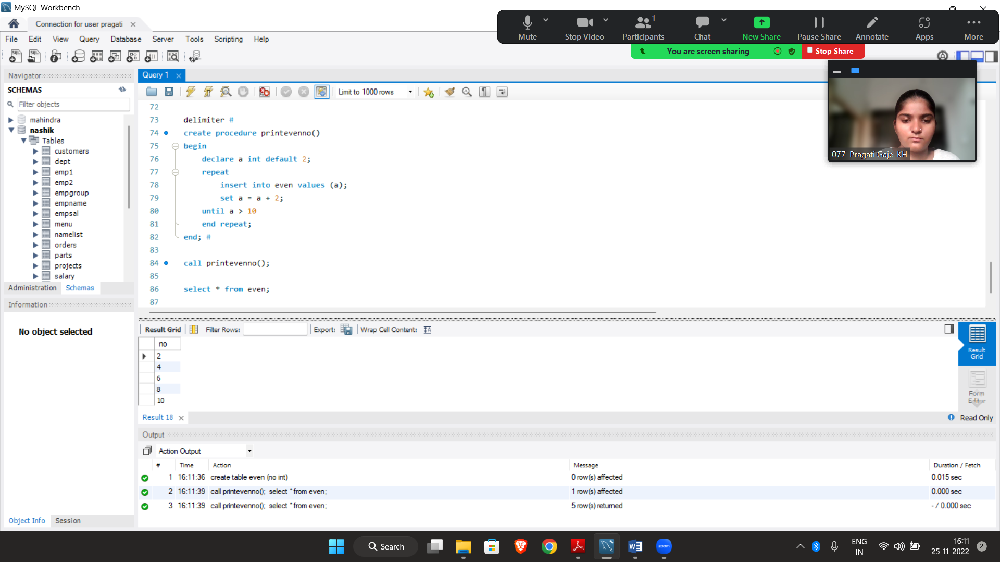 MySQL Workbench
Connection for user pragati
File Edit View Query Database Server Tools Scripting Help
Mute Stop Video Participants 1 Chat New Share Pause Share Annotate Apps More
You are screen sharing Stop Share
Navigator
SCHEMAS
Filter objects
mahindra
nashik
Tables
customers
dept
emp1
emp2
empgroup
empname
empsal
menu
namelist
orders
parts
projects
salary
Administration Schemas
Information
No object selected
Object Info Session
Query 1
Limit to 1000 rows
077_Pragati Gaje_KH
72
73 delimiter #
74 create procedure printevenno()
75 begin
76 declare a int default 2;
77 repeat
78 insert into even values (a);
79 set a = a + 2;
80 until a > 10
81 end repeat;
82 end; #
83
84 call printevenno();
85
86 select * from even;
87
Result Grid Filter Rows: Export: Wrap Cell Content:
no
2
4
6
8
10
Result Grid
Form Editor
Result 18 Read Only
Output
Action Output
# Time Action Message Duration / Fetch
1 16:11:36 create table even (no int) 0 row(s) affected 0.015 sec
2 16:11:39 call printevenno(); select * from even; 1 row(s) affected 0.000 sec
3 16:11:39 call printevenno(); select * from even; 5 row(s) returned - / 0.000 sec
Search zoom ENG IN 16:11 25-11-2022 2